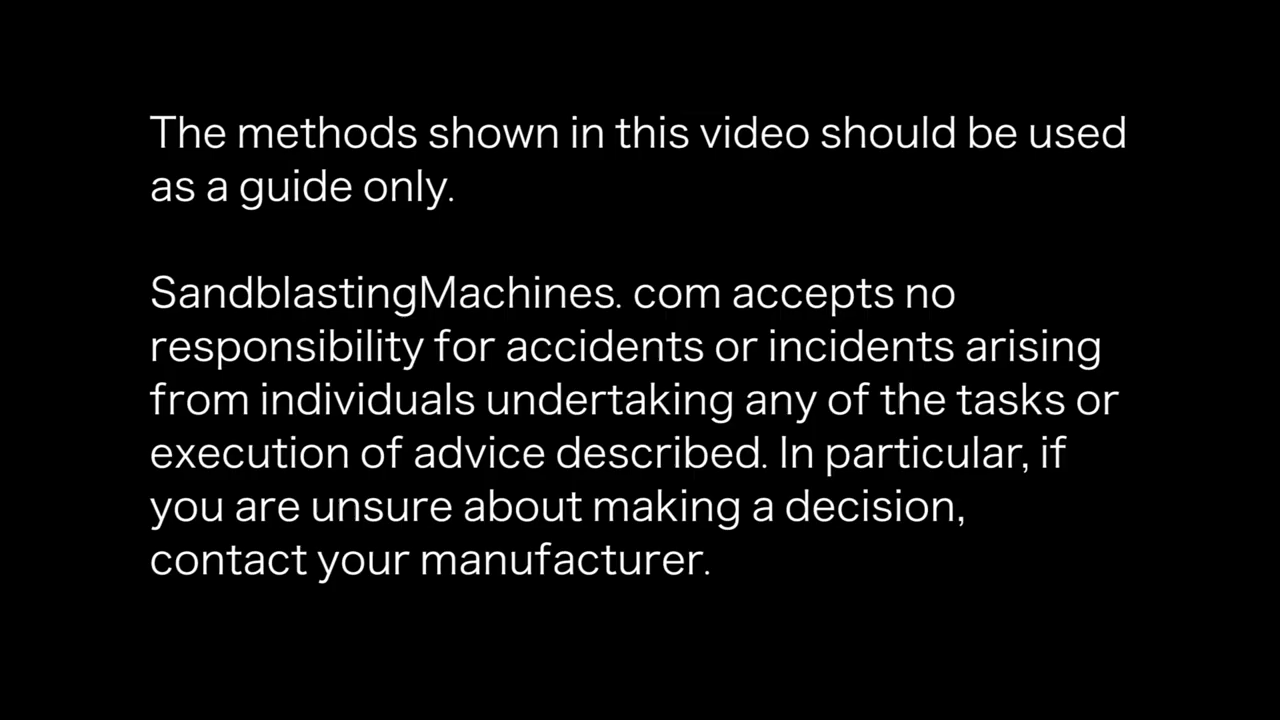 The methods shown in this video should be used
as a guide only.
SandblastingMachines. com accepts no
responsibility for accidents or incidents arising
from individuals undertaking any of the tasks or
execution of advice described. In particular, if
you are unsure about making a decision,
contact your manufacturer.